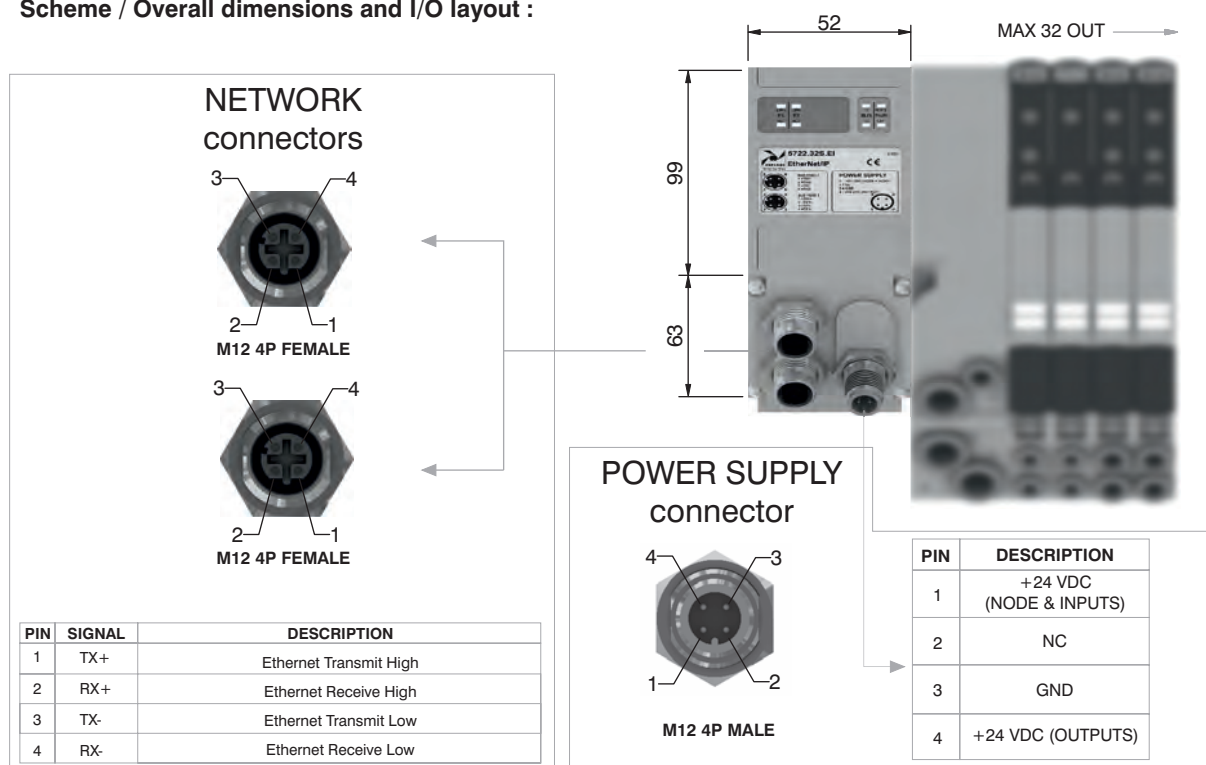 Scheme / Overall dimensions and I/O layout :
52
MAX 32 OUT
99
63
5722.32S.EI
EtherNet/IP
CE
POWER SUPPLY
NETWORK
connectors
3
4
2
1
M12 4P FEMALE
3
4
2
1
M12 4P FEMALE
PIN SIGNAL DESCRIPTION
1 TX+ Ethernet Transmit High
2 RX+ Ethernet Receive High
3 TX- Ethernet Transmit Low
4 RX- Ethernet Receive Low
POWER SUPPLY
connector
4
3
1
2
M12 4P MALE
PIN DESCRIPTION
1 +24 VDC
(NODE & INPUTS)
2 NC
3 GND
4 +24 VDC (OUTPUTS)